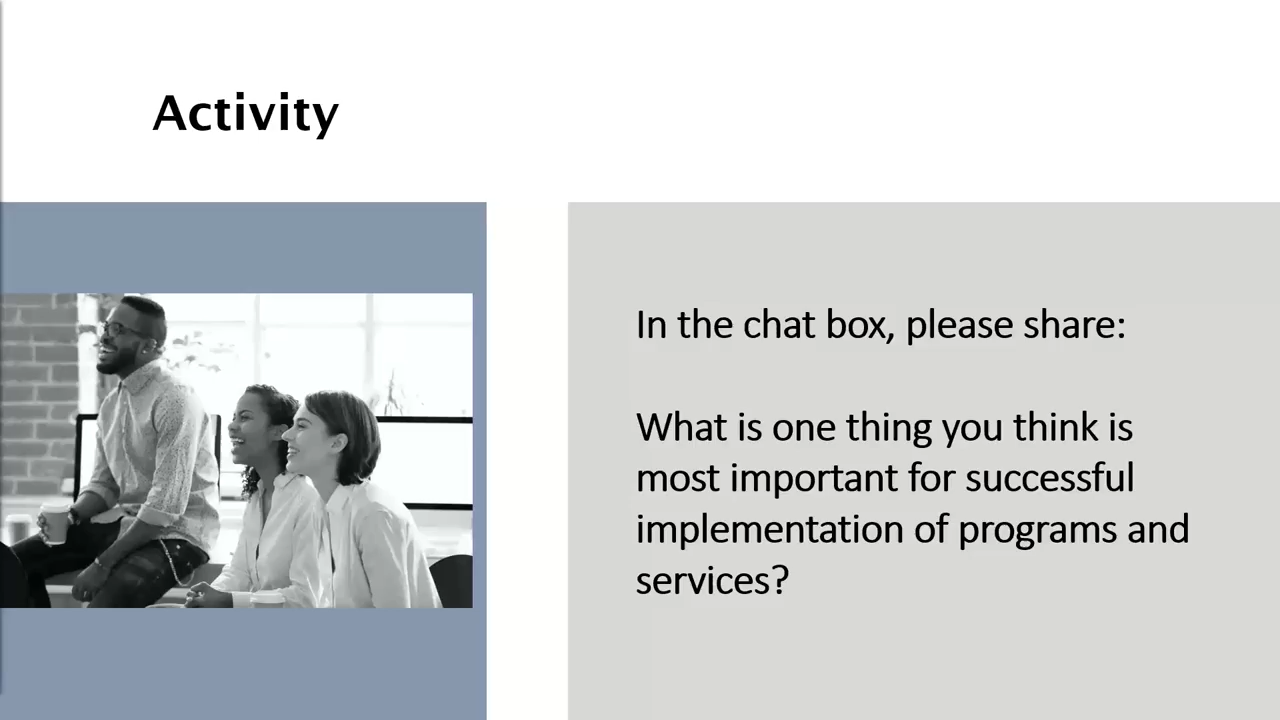 Activity
In the chat box, please share:
What is one thing you think is
most important for successful
implementation of programs and
services?